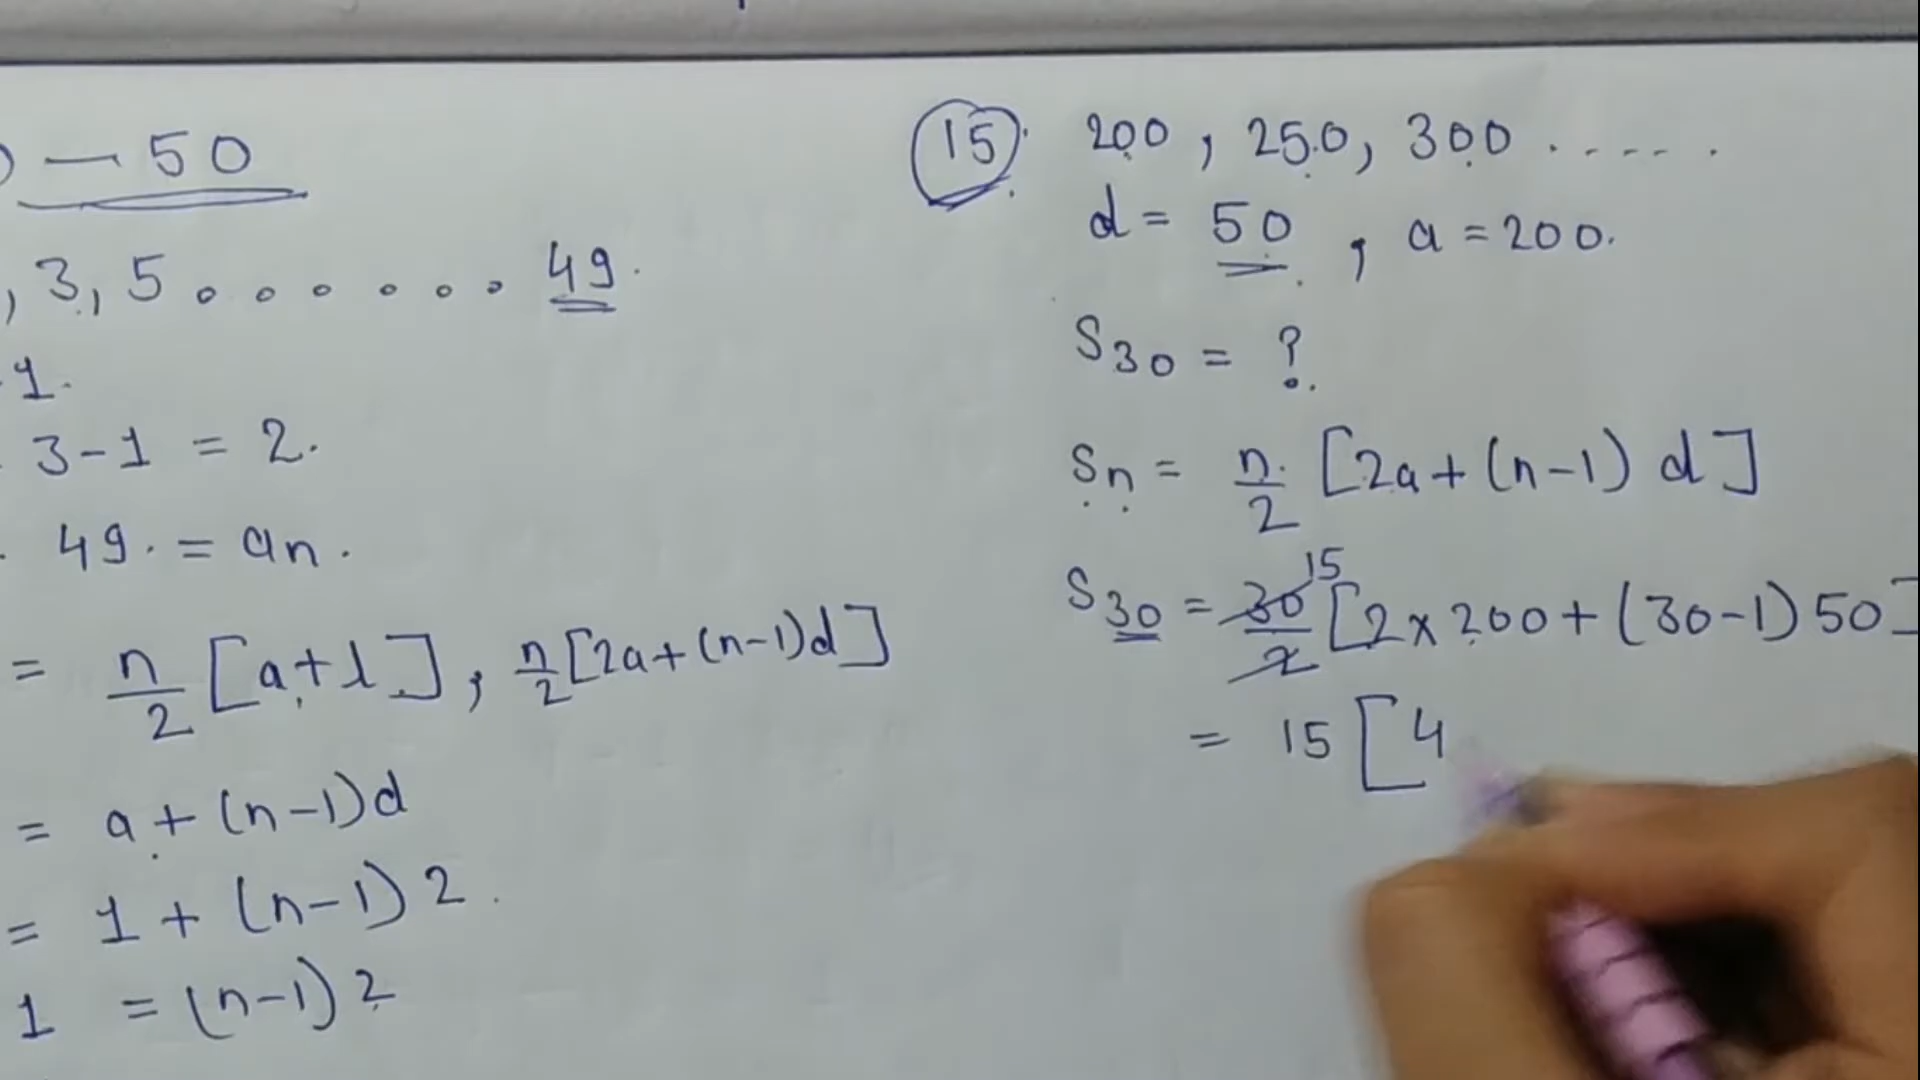 — 50
, 3, 5 . . . . . . 49.
1.
3-1 = 2.
49. = an.
= n/2 [a+l], n/2 [2a+(n-1)d]
= a+(n-1)d
= 1+(n-1)2
1 = (n-1)2
15. 200, 250, 300 . . . . .
d = 50, a = 200.
S30 = ?
Sn = n/2 [2a+(n-1)d]
S30 = 30/2 15 [2×200+(30-1)50]
= 15 [4